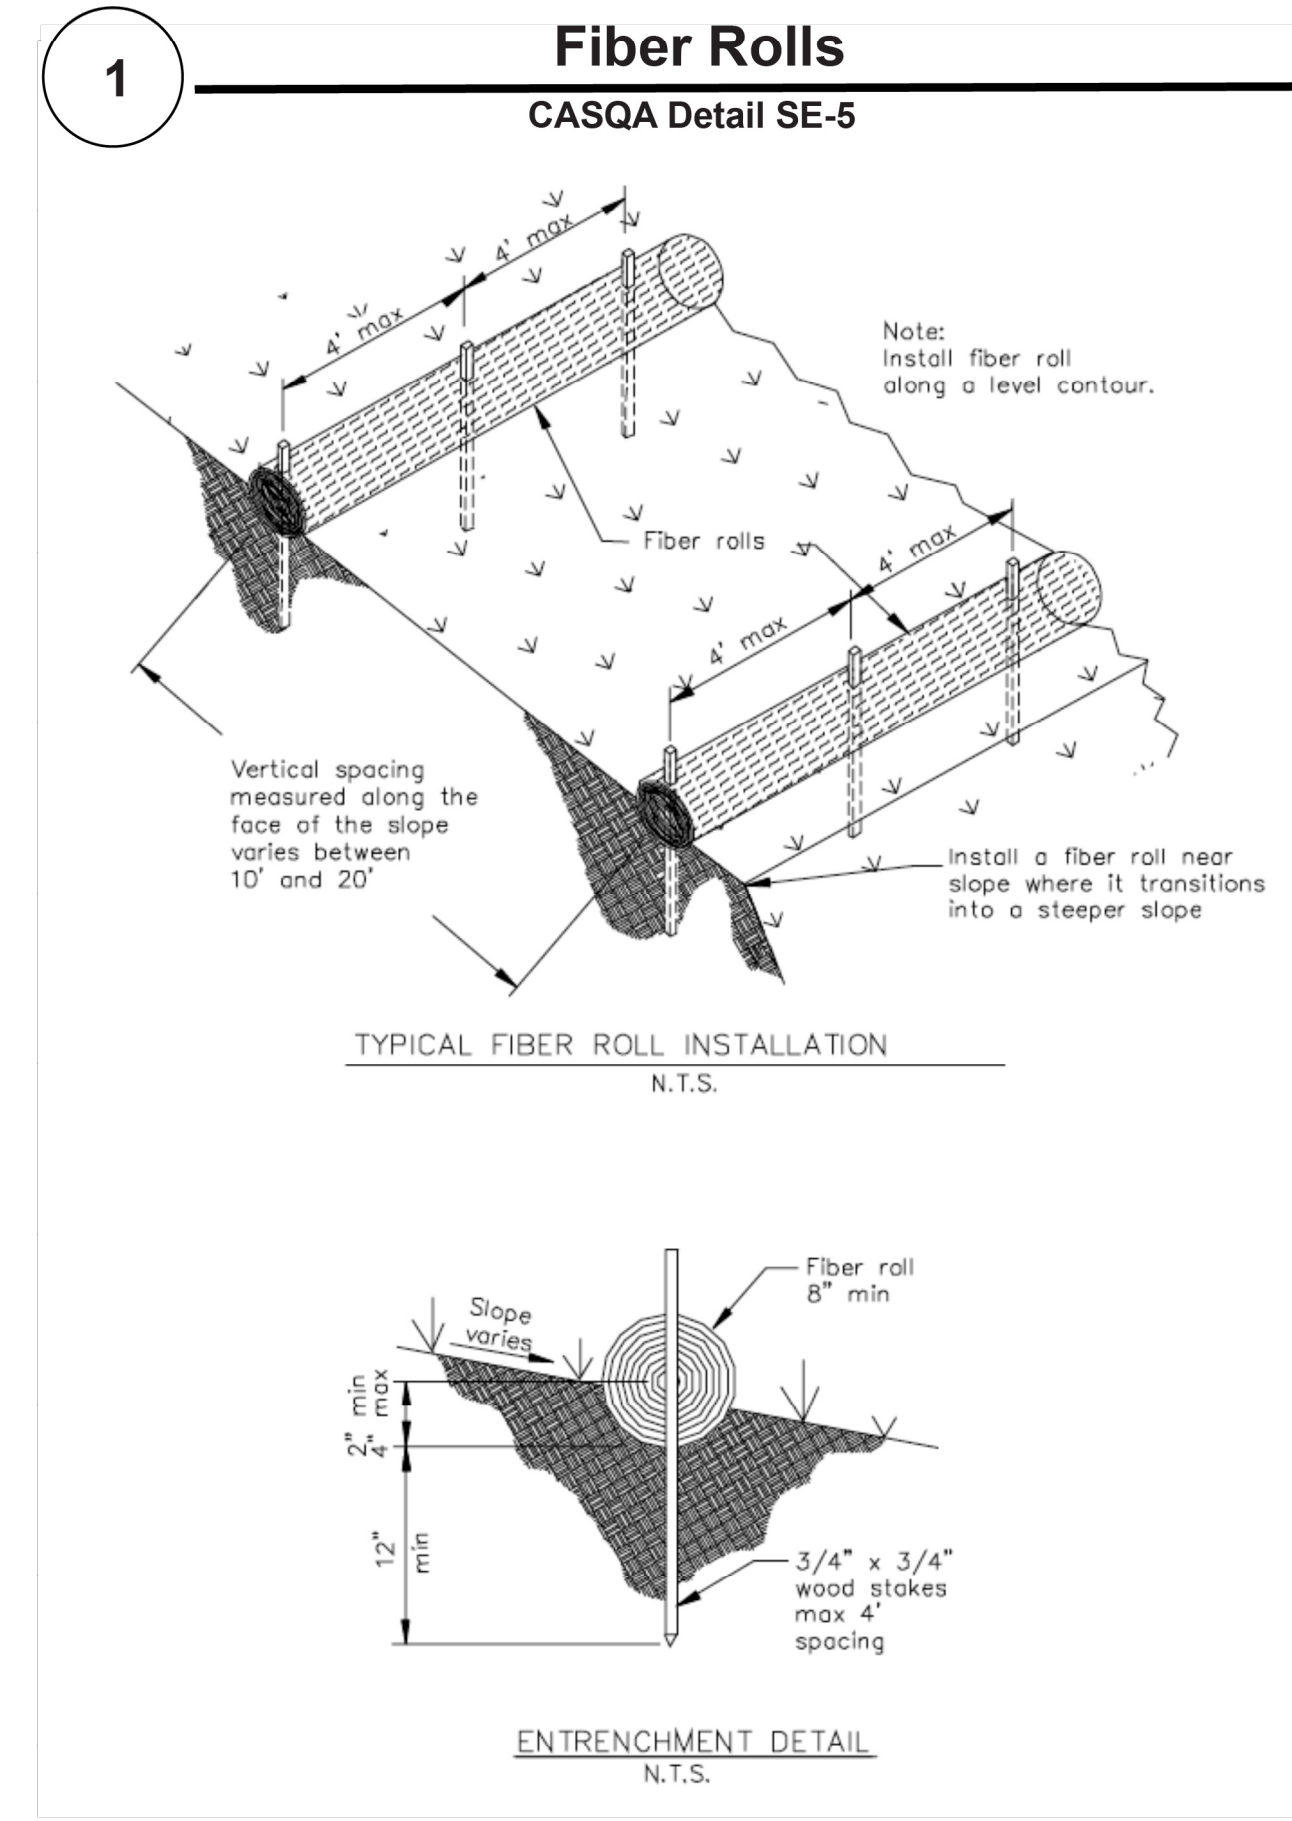 1
Fiber Rolls
CASQA Detail SE-5
4' max
4' max
Note:
Install fiber roll
along a level contour.
Fiber rolls
4' max
4' max
Vertical spacing
measured along the
face of the slope
varies between
10' and 20'
Install a fiber roll near
slope where it transitions
into a steeper slope
TYPICAL FIBER ROLL INSTALLATION
N.T.S.
Fiber roll
8" min
Slope
varies
2" min
4" max
12"
min
3/4" x 3/4"
wood stakes
max 4'
spacing
ENTRENCHMENT DETAIL
N.T.S.